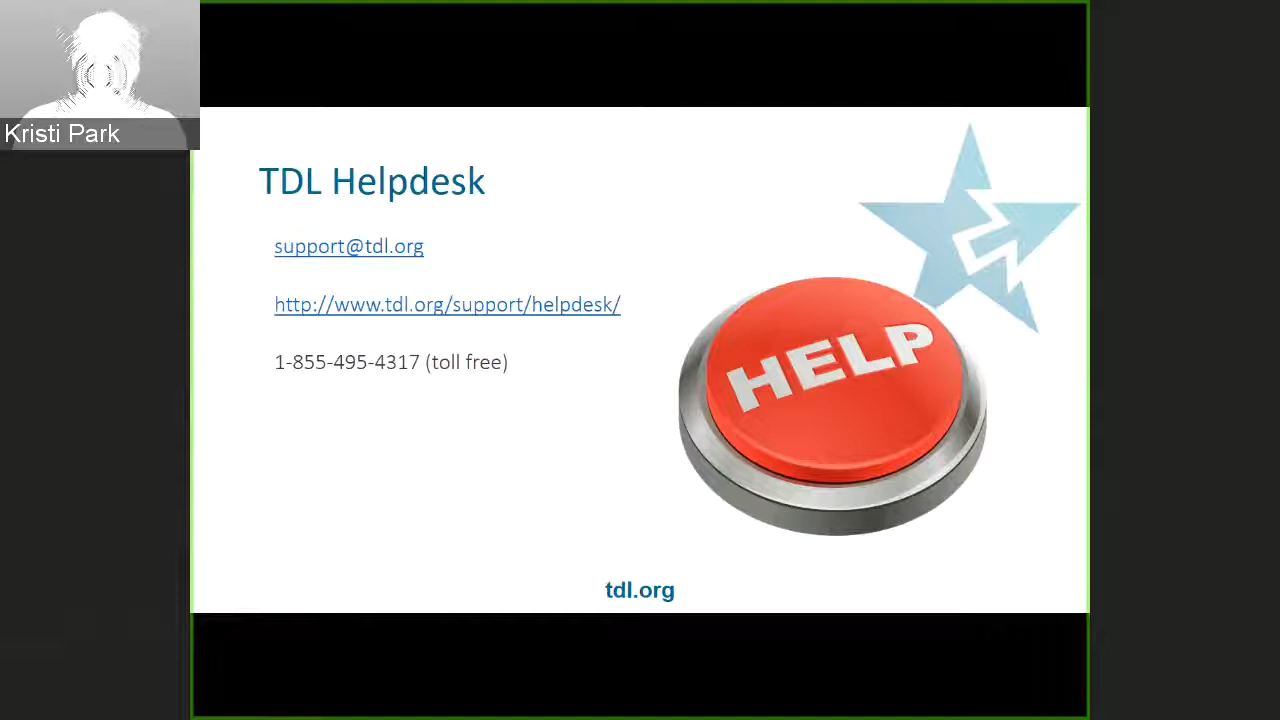 Kristi Park
TDL Helpdesk
support@tdl.org
http://www.tdl.org/support/helpdesk/
1-855-495-4317 (toll free)
HELP
tdl.org